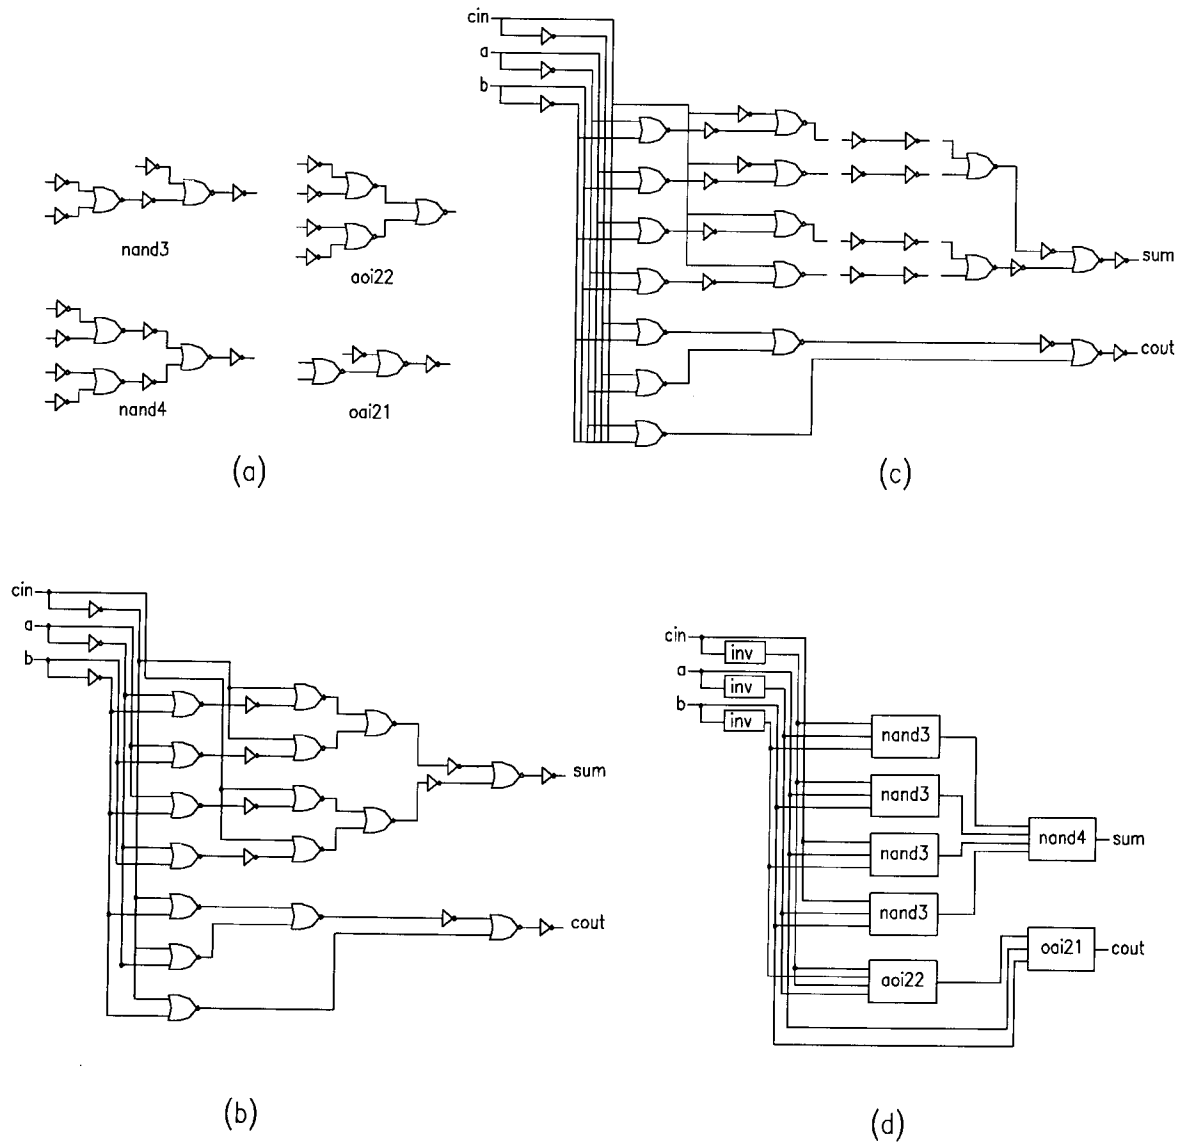 nand3
aoi22
nand4
oai21
(a)
cin
a
b
sum
cout
(c)
cin
a
b
sum
cout
(b)
cin
inv
a
inv
b
inv
nand3
nand3
nand3
nand3
nand4
sum
aoi22
oai21
cout
(d)